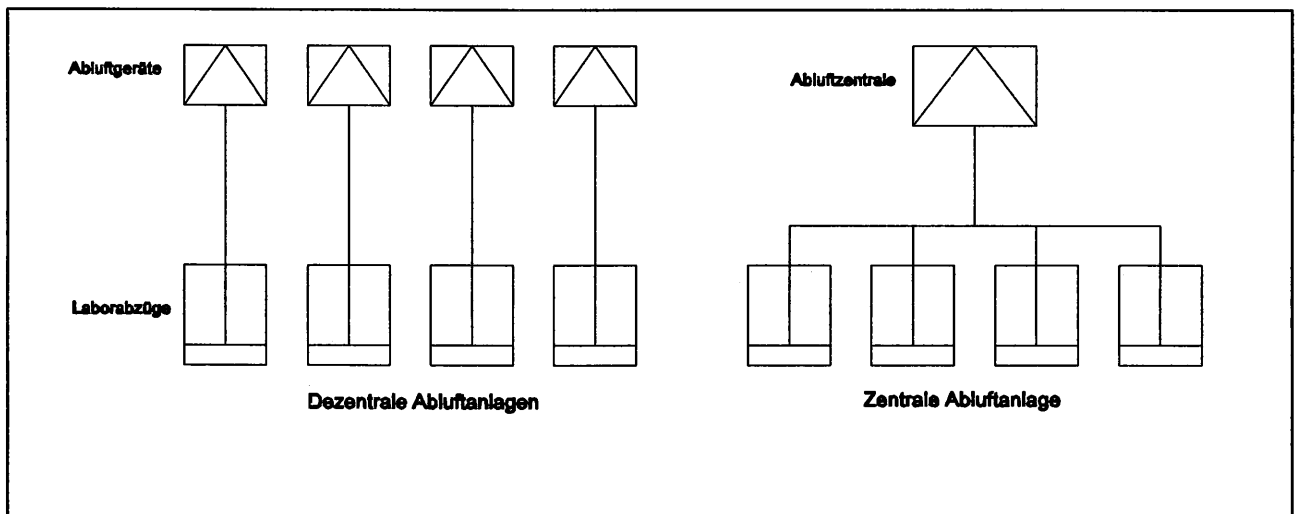 Abluftgeräte
Abluftzentrale
Laborabzüge
Dezentrale Abluftanlagen
Zentrale Abluftanlage